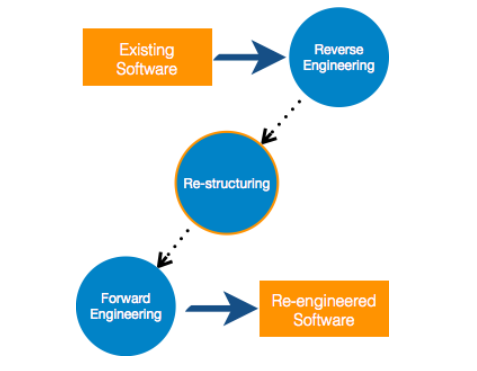 Existing
Software
Reverse
Engineering
Re-structuring
Forward
Engineering
Re-engineered
Software